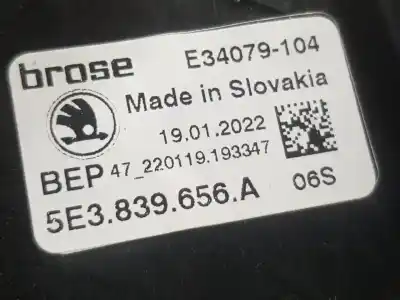 brose E34079-104
Made in Slovakia
19.01.2022
BEP 47_220119.193347
5E3.839.656.A 06S